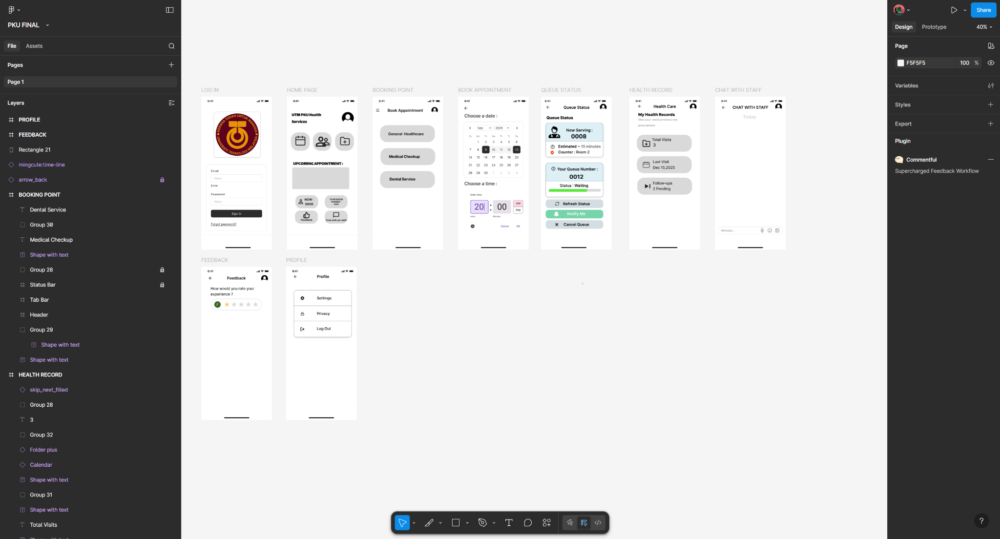 PKU FINAL
File
Assets
Pages
Page 1
Layers
PROFILE
FEEDBACK
Rectangle 21
mingcute:time-line
arrow_back
BOOKING POINT
Dental Service
Group 30
Medical Checkup
Shape with text
Group 28
Status Bar
Tab Bar
Header
Group 29
Shape with text
Shape with text
HEALTH RECORD
skip_next_filled
Group 28
3
Group 32
Folder plus
Calendar
Shape with text
Group 31
Shape with text
Total Visits
Shape with text
LOG IN
9:41
KERANA TUHAN UNTUK MANUSIA
UNIVERSITI TEKNOLOGI MALAYSIA
Email
Value
Error
Password
Value
Sign In
Forgot password?
HOME PAGE
9:41
UTM PKU Health
Services
UPCOMING APPOINTMENT :
NOW :
0000
YOUR QUEUE
NUMBER :
0001
Feedback
Chat with our staff
BOOKING POINT
9:41
Book Appointment
General Healthcare
Medical Checkup
Dental Service
BOOK APPOINTMENT
9:41
Choose a date :
Sep
2025
Su Mo Tu We Th Fr Sa
1 2 3 4 5 6
7 8 9 10 11 12 13
14 15 16 17 18 19 20
21 22 23 24 25 26 27
28 29 30 1 2 3 4
Choose a time :
Enter time
20 : 00
AM
PM
Hour
Minute
Cancel
OK
QUEUE STATUS
9:41
Queue Status
Queue Status
Now Serving :
0008
Estimated ~ 15 minutes
Counter : Room 2
Your Queue Number :
0012
Status : Waiting
Refresh Status
Notify Me
Cancel Queue
HEALTH RECORD
9:41
Health Care
My Health Records
View your medical history and
prescriptions
Total Visits
3
Last Visit
Dec 15,2025
Follow-ups
2 Pending
CHAT WITH STAFF
9:41
CHAT WITH STAFF
Today
Message...
FEEDBACK
9:41
Feedback
How would you rate your
experience ?
F
PROFILE
9:41
Profile
Settings
Privacy
Log Out
Share
Design
Prototype
40%
Page
F5F5F5
100
%
Variables
Styles
Export
Plugin
Commentful
Supercharged Feedback Workflow
?